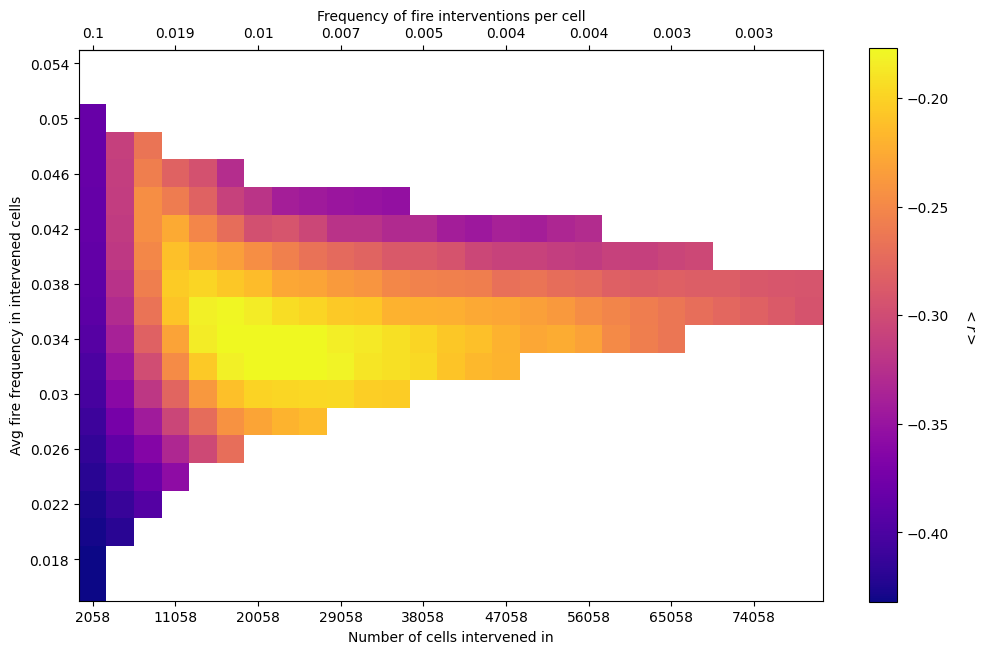 Frequency of fire interventions per cell
0.1 0.019 0.01 0.007 0.005 0.004 0.004 0.003 0.003
0.054
0.05
0.046
0.042
0.038
0.034
0.03
0.026
0.022
0.018
Avg fire frequency in intervened cells
2058 11058 20058 29058 38058 47058 56058 65058 74058
Number of cells intervened in
−0.20
−0.25
−0.30
−0.35
−0.40
< r >